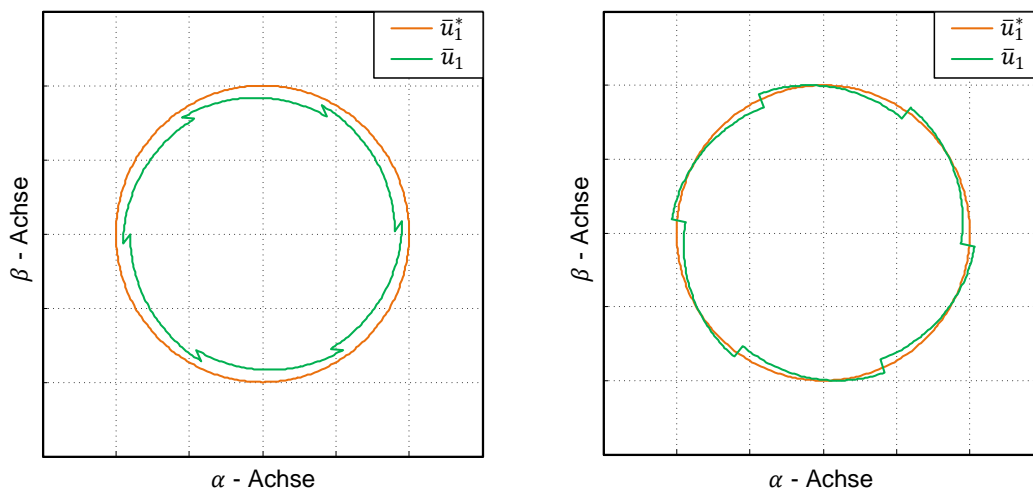 ū₁*
ū₁
β - Achse
α - Achse
ū₁*
ū₁
β - Achse
α - Achse